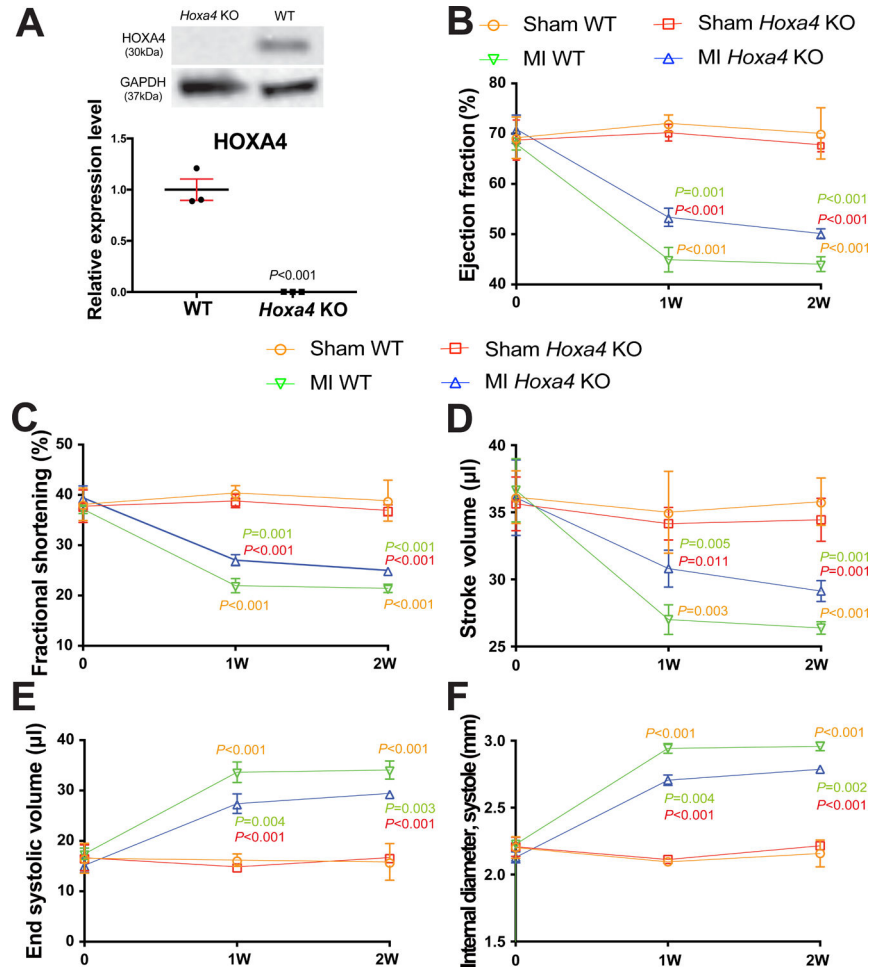 A
Hoxa4 KO WT
HOXA4
(30kDa)
GAPDH
(37kDa)
HOXA4
Relative expression level
1.5
1.0
0.5
0.0
P<0.001
WT Hoxa4 KO
B
Sham WT Sham Hoxa4 KO
MI WT MI Hoxa4 KO
Ejection fraction (%)
80
70
60
50
40
P=0.001
P<0.001
P<0.001
P<0.001
P<0.001
P<0.001
0 1W 2W
Sham WT Sham Hoxa4 KO
MI WT MI Hoxa4 KO
C
Fractional shortening (%)
50
40
30
20
10
P=0.001
P<0.001
P<0.001
P<0.001
P<0.001
P<0.001
0 1W 2W
D
Stroke volume (µl)
40
35
30
25
P=0.005
P=0.011
P=0.003
P=0.001
P=0.001
P<0.001
0 1W 2W
E
End systolic volume (µl)
40
30
20
10
0
P<0.001
P=0.004
P<0.001
P<0.001
P=0.003
P<0.001
0 1W 2W
F
Internal diameter, systole (mm)
3.0
2.6
2.2
1.8
1.5
P<0.001
P=0.004
P<0.001
P<0.001
P=0.002
P<0.001
0 1W 2W